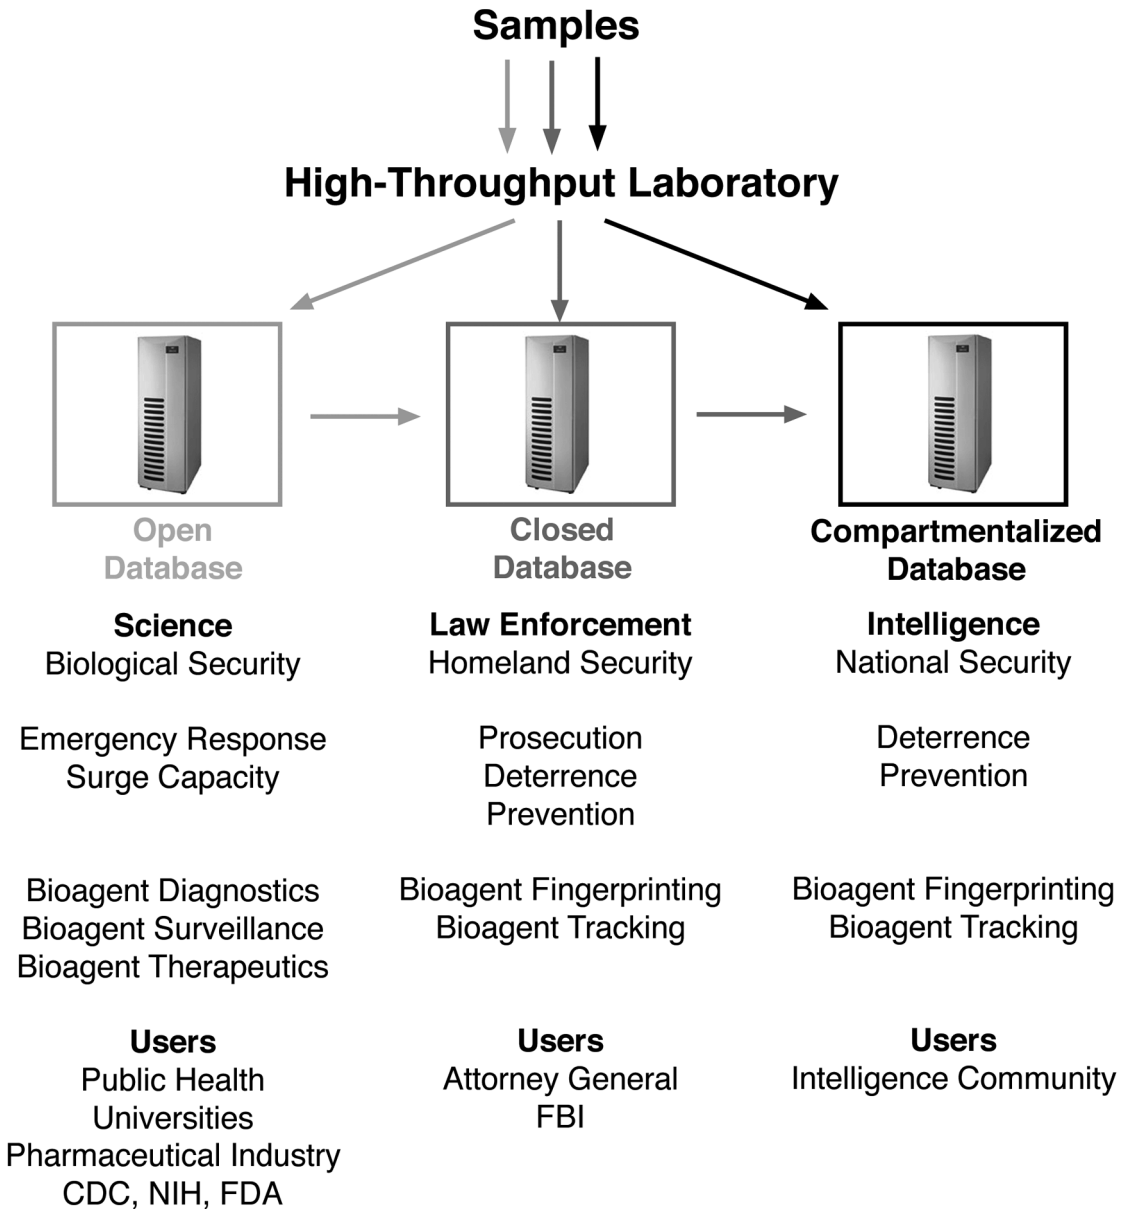 Samples
High-Throughput Laboratory
Open
Database
Science
Biological Security
Emergency Response
Surge Capacity
Bioagent Diagnostics
Bioagent Surveillance
Bioagent Therapeutics
Users
Public Health
Universities
Pharmaceutical Industry
CDC, NIH, FDA
Closed
Database
Law Enforcement
Homeland Security
Prosecution
Deterrence
Prevention
Bioagent Fingerprinting
Bioagent Tracking
Users
Attorney General
FBI
Compartmentalized
Database
Intelligence
National Security
Deterrence
Prevention
Bioagent Fingerprinting
Bioagent Tracking
Users
Intelligence Community